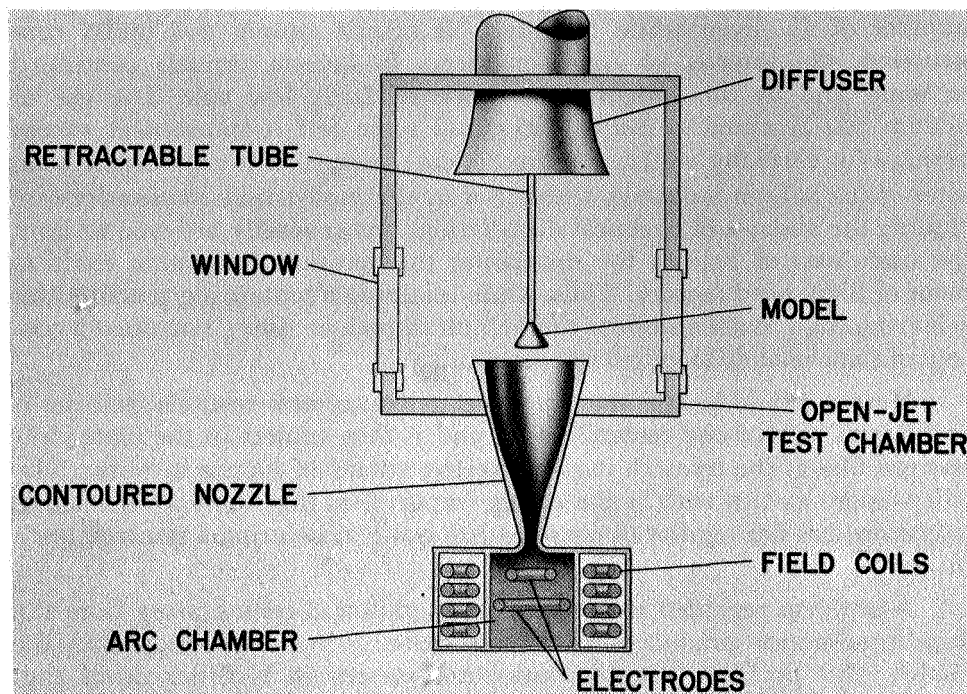 DIFFUSER
RETRACTABLE TUBE
WINDOW
MODEL
OPEN-JET
TEST CHAMBER
CONTOURED NOZZLE
FIELD COILS
ARC CHAMBER
ELECTRODES